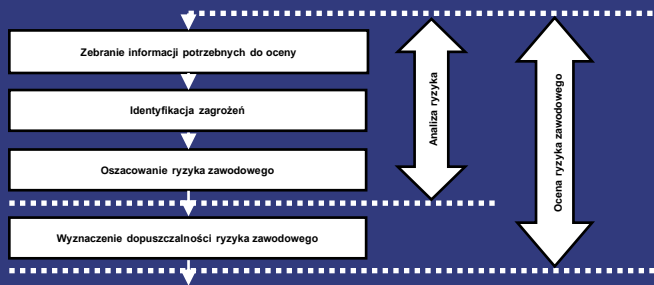 Zebranie informacji potrzebnych do oceny
Identyfikacja zagrożeń
Oszacowanie ryzyka zawodowego
Wyznaczenie dopuszczalności ryzyka zawodowego
Analiza ryzyka
Ocena ryzyka zawodowego